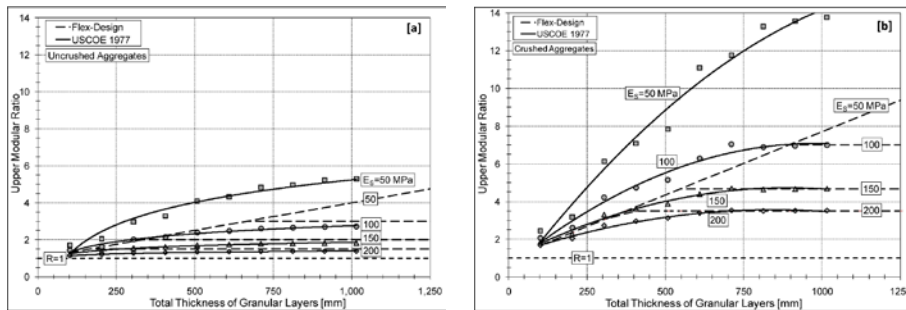 [a]
Flex-Design
USCOE 1977
Uncrushed Aggregates
14
12
10
8
6
4
2
0
Upper Modular Ratio
Es=50 MPa
50
100
150
200
R=1
0
250
500
750
1,000
1,250
Total Thickness of Granular Layers [mm]
[b]
Flex-Design
USCOE 1977
Crushed Aggregates
14
12
10
8
6
4
2
0
Upper Modular Ratio
Es=50 MPa
Es=50 MPa
100
100
150
150
200
200
R=1
0
250
500
750
1000
1250
Total Thickness of Granular Layers [mm]